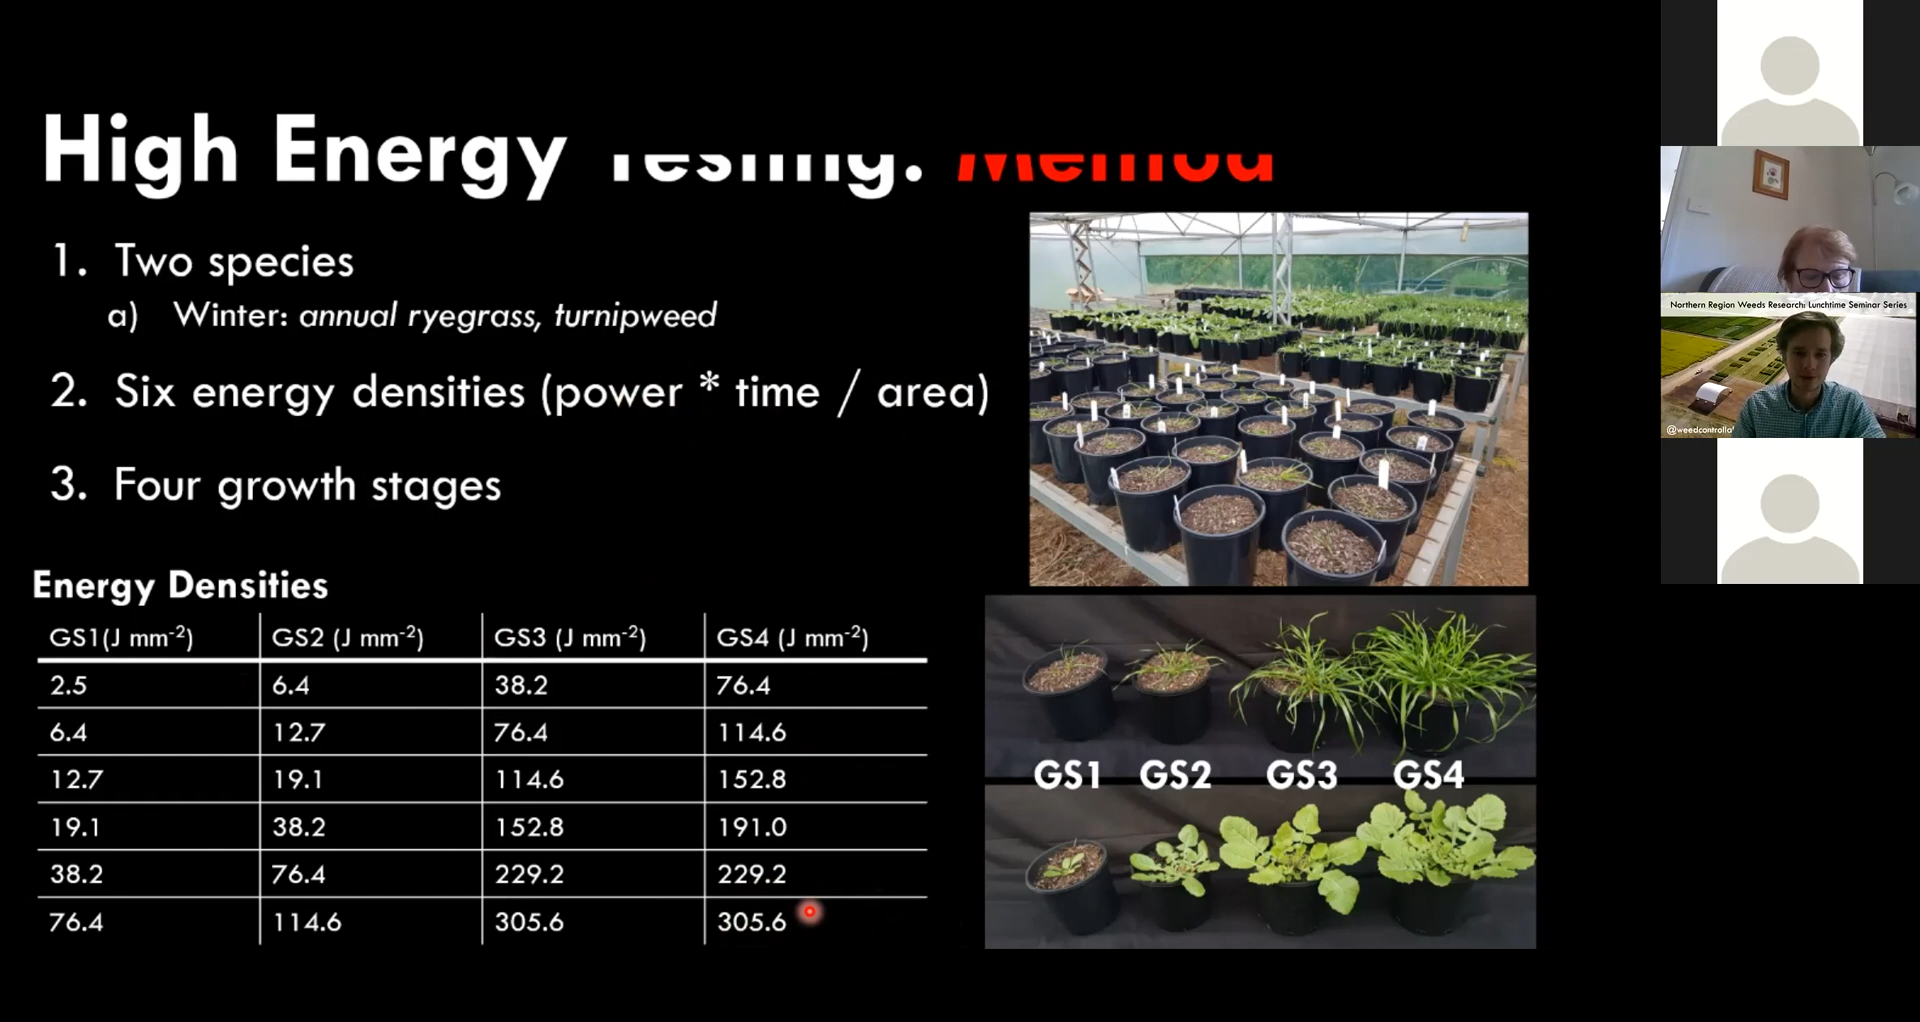 High Energy Testing: Method
1. Two species
a) Winter: annual ryegrass, turnipweed
2. Six energy densities (power * time / area)
3. Four growth stages
Energy Densities
GS1(J mm-2) GS2 (J mm-2) GS3 (J mm-2) GS4 (J mm-2)
2.5 6.4 38.2 76.4
6.4 12.7 76.4 114.6
12.7 19.1 114.6 152.8
19.1 38.2 152.8 191.0
38.2 76.4 229.2 229.2
76.4 114.6 305.6 305.6
GS1 GS2 GS3 GS4
Northern Region Weeds Research: Lunchtime Seminar Series